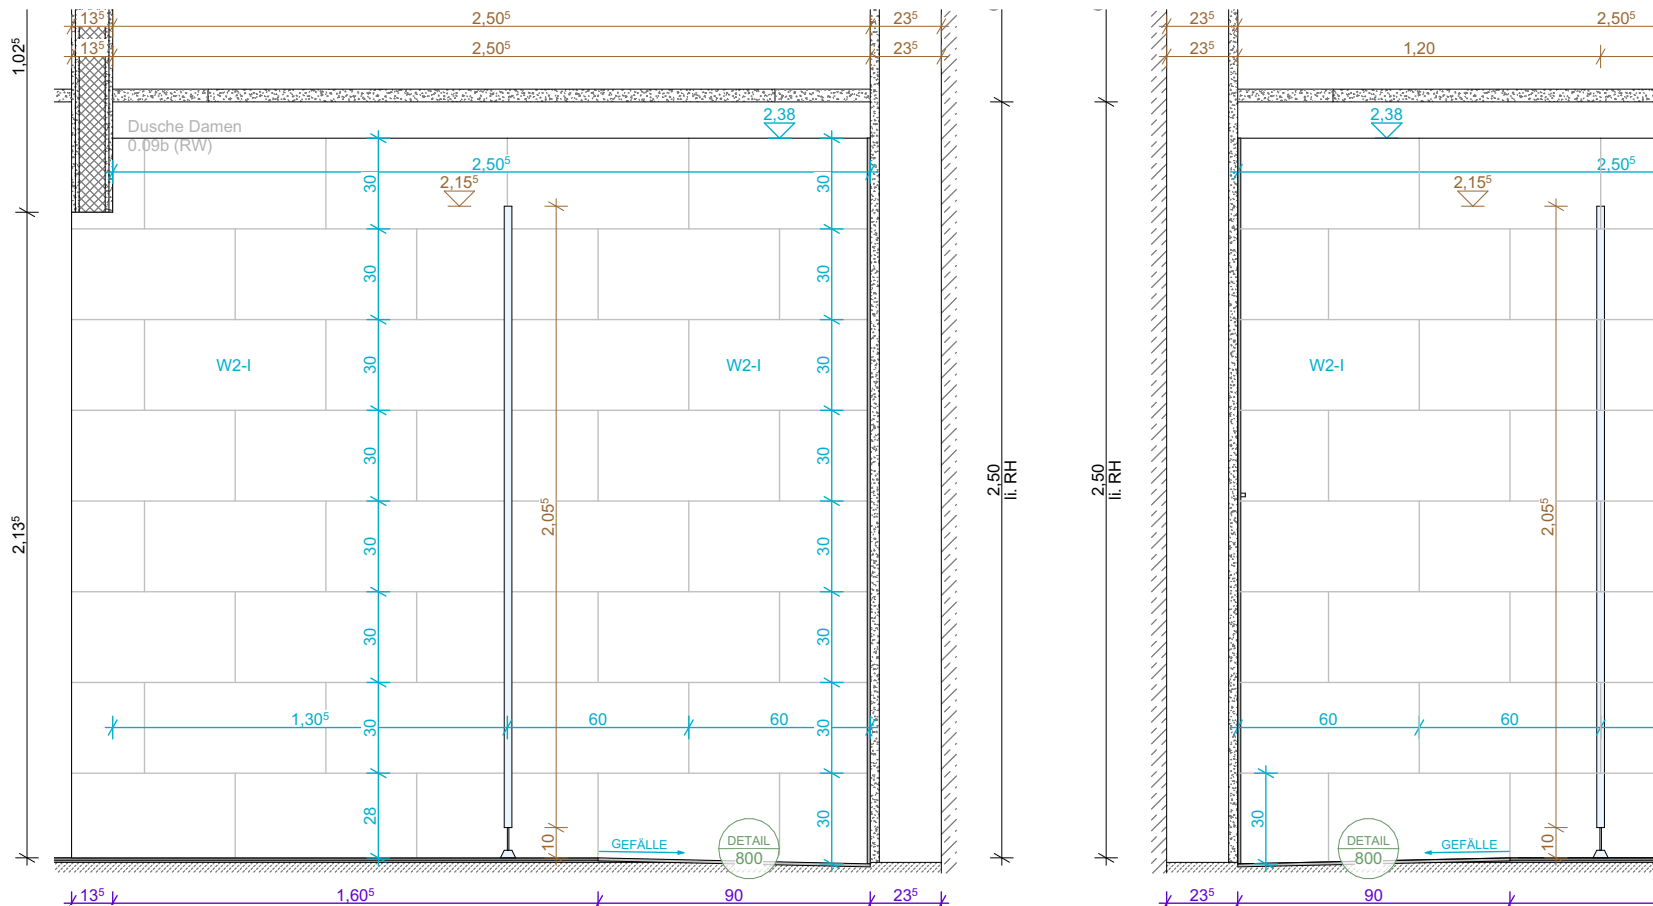 13⁵ 2,50⁵ 23⁵ 23⁵ 2,50⁵
13⁵ 2,50⁵ 23⁵ 23⁵ 1,20
1,02⁵
Dusche Damen
0.09b (RW)
2,38
2,38
2,50⁵
2,50⁵
2,15⁵
2,15⁵
30
30
30
30
W2-I
W2-I
W2-I
30
30
30
30
2,50
li. RH
2,50
li. RH
2,13⁵
2,05⁵
2,05⁵
30
30
30
30
1,30⁵
60
60
60
60
30
30
28
30
30
10
10
GEFÄLLE
GEFÄLLE
DETAIL
800
DETAIL
800
13⁵ 1,60⁵ 90 23⁵ 23⁵ 90